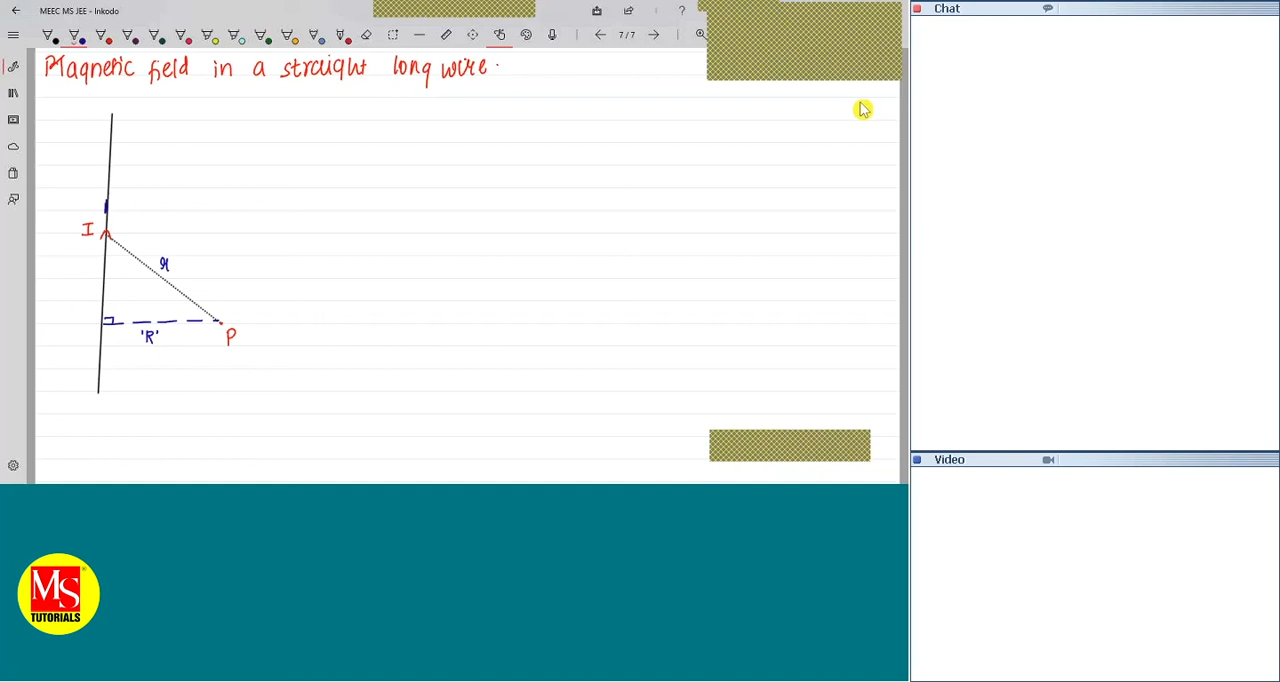 MEEC MS JEE - Inkodo
7/7
?
Chat
Magnetic field in a straight long wire.
I
r
'R'
P
Video
MS
TUTORIALS